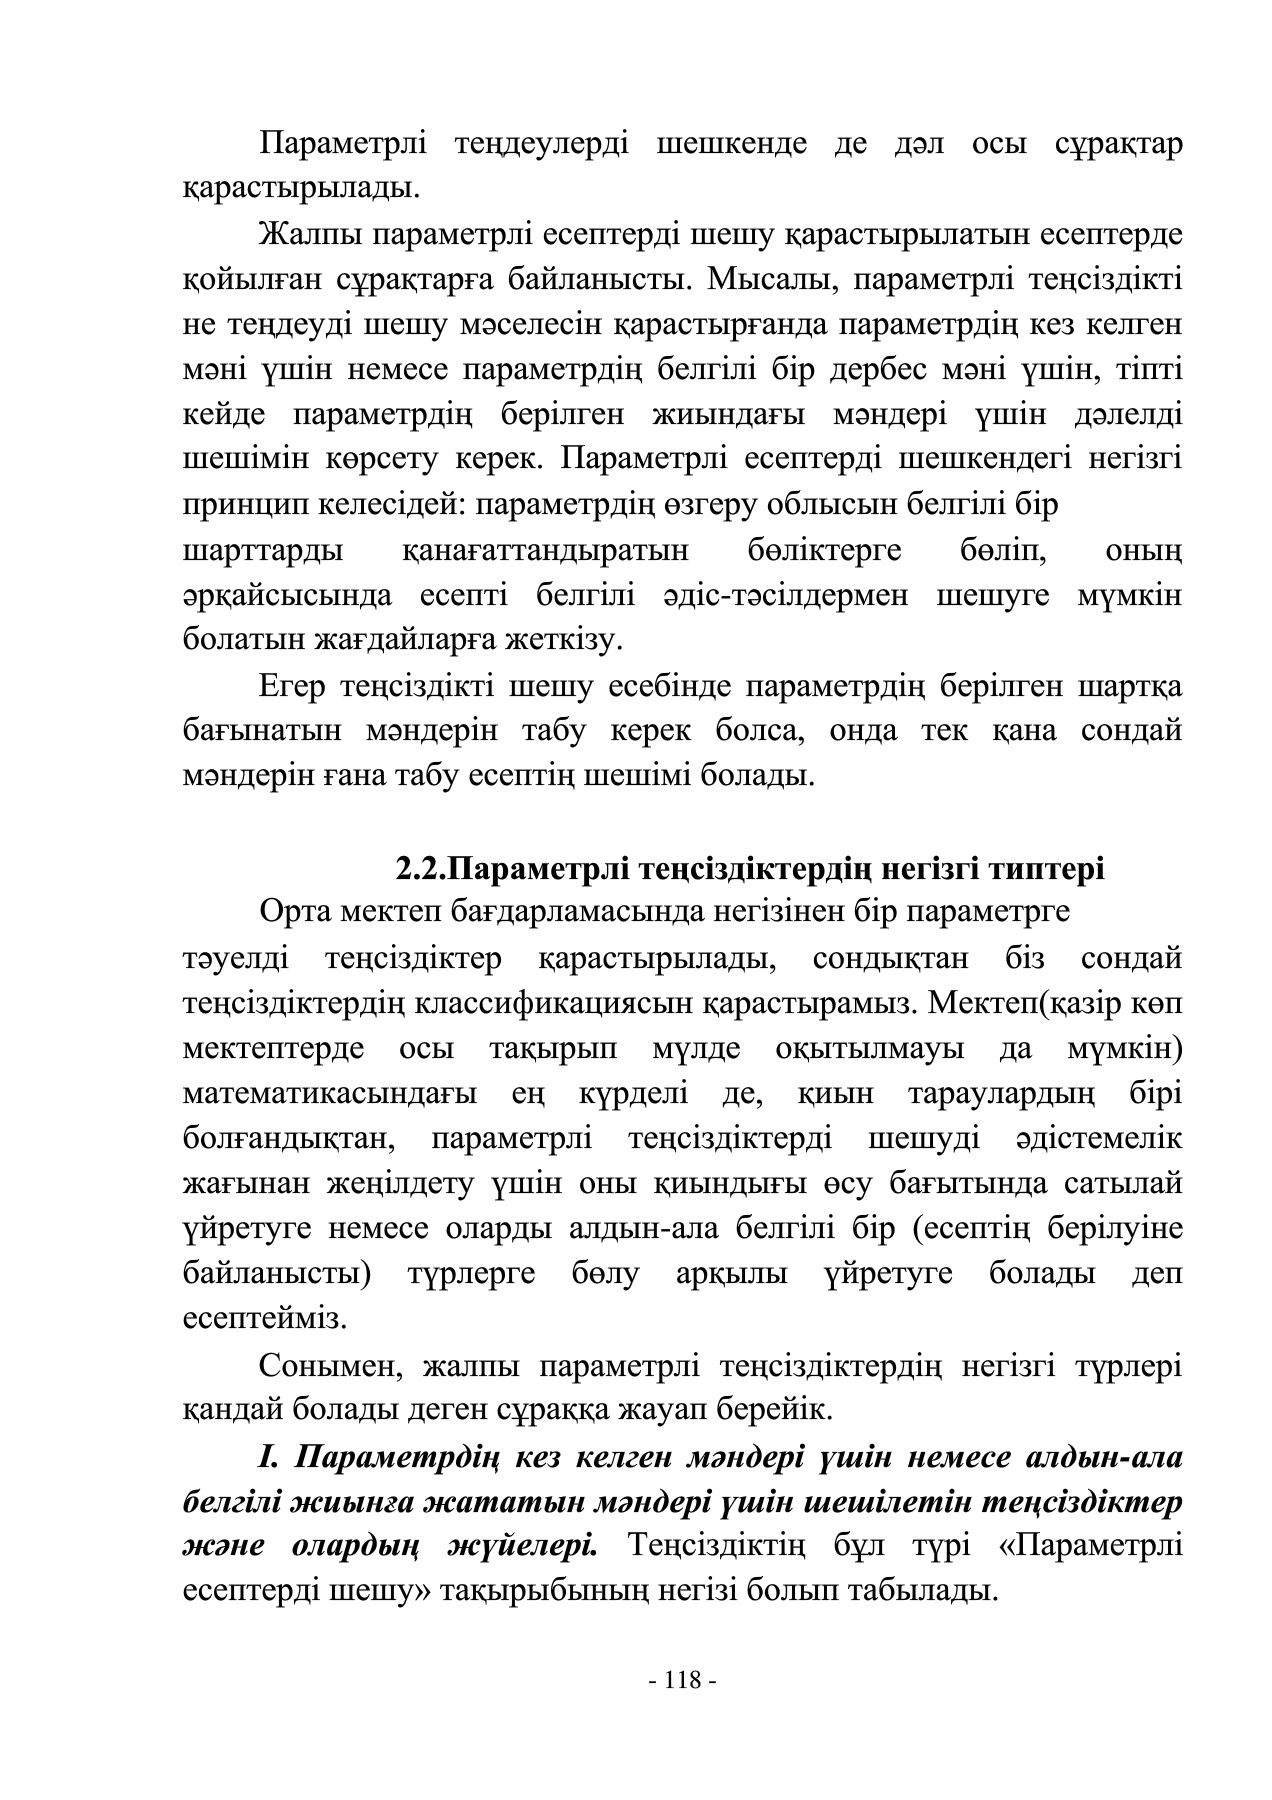 Параметрлі теңдеулерді шешкенде де дәл осы сұрақтар
қарастырылады.
Жалпы параметрлі есептерді шешу қарастырылатын есептерде
қойылған сұрақтарға байланысты. Мысалы, параметрлі теңсіздікті
не теңдеуді шешу мәселесін қарастырғанда параметрдің кез келген
мәні үшін немесе параметрдің белгілі бір дербес мәні үшін, тіпті
кейде параметрдің берілген жиындағы мәндері үшін дәлелді
шешімін көрсету керек. Параметрлі есептерді шешкендегі негізгі
принцип келесідей: параметрдің өзгеру облысын белгілі бір
шарттарды қанағаттандыратын бөліктерге бөліп, оның
әрқайсысында есепті белгілі әдіс-тәсілдермен шешуге мүмкін
болатын жағдайларға жеткізу.
Егер теңсіздікті шешу есебінде параметрдің берілген шартқа
бағынатын мәндерін табу керек болса, онда тек қана сондай
мәндерін ғана табу есептің шешімі болады.
2.2.Параметрлі теңсіздіктердің негізгі типтері
Орта мектеп бағдарламасында негізінен бір параметрге
тәуелді теңсіздіктер қарастырылады, сондықтан біз сондай
теңсіздіктердің классификациясын қарастырамыз. Мектеп(қазір көп
мектептерде осы тақырып мүлде оқытылмауы да мүмкін)
математикасындағы ең күрделі де, қиын тараулардың бірі
болғандықтан, параметрлі теңсіздіктерді шешуді әдістемелік
жағынан жеңілдету үшін оны қиындығы өсу бағытында сатылай
үйретуге немесе оларды алдын-ала белгілі бір (есептің берілуіне
байланысты) түрлерге бөлу арқылы үйретуге болады деп
есептейміз.
Сонымен, жалпы параметрлі теңсіздіктердің негізгі түрлері
қандай болады деген сұраққа жауап берейік.
I. Параметрдің кез келген мәндері үшін немесе алдын-ала
белгілі жиынға жататын мәндері үшін шешілетін теңсіздіктер
және олардың жүйелері. Теңсіздіктің бұл түрі «Параметрлі
есептерді шешу» тақырыбының негізі болып табылады.
- 118 -